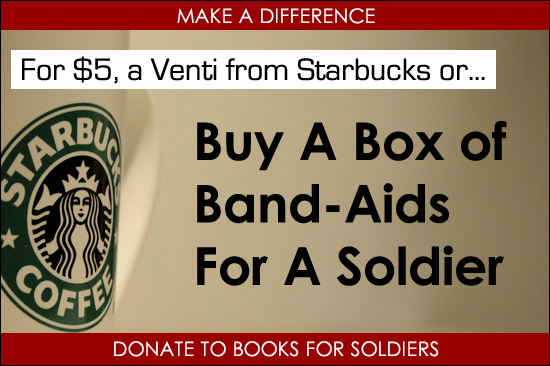 MAKE A DIFFERENCE
For $5, a Venti from Starbucks or...
Buy A Box of
Band-Aids
For A Soldier
STARBUCKS
COFFEE
DONATE TO BOOKS FOR SOLDIERS